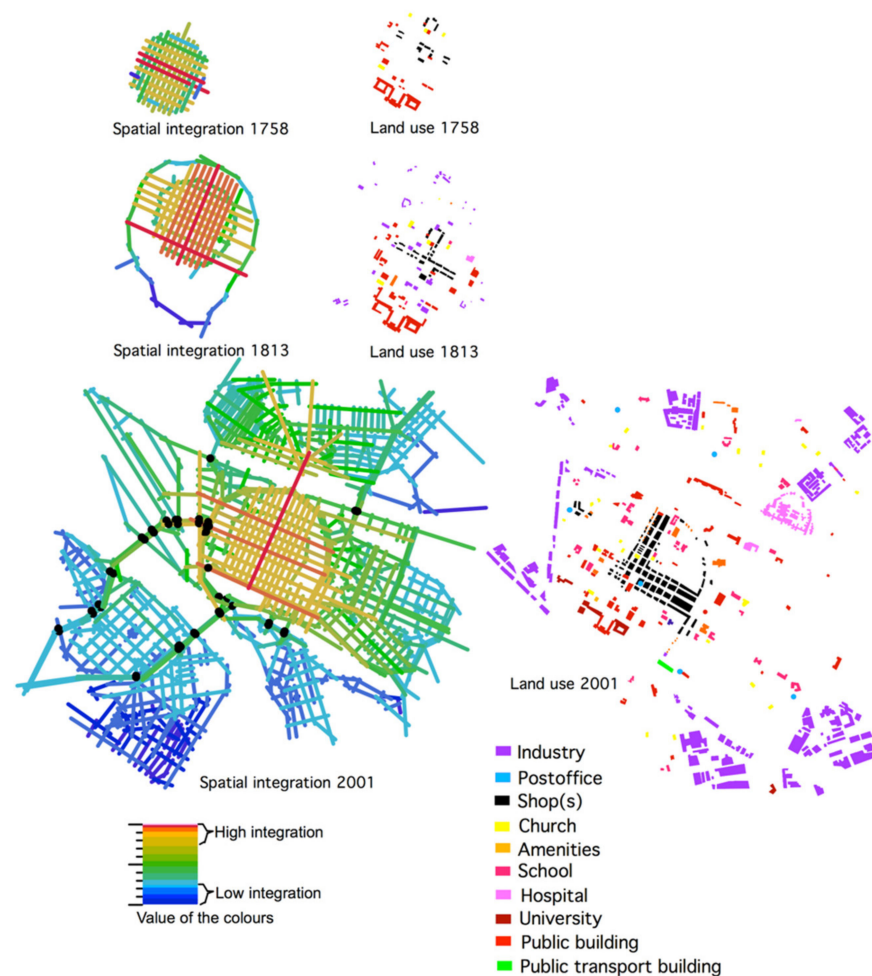 Spatial integration 1758
Land use 1758
Spatial integration 1813
Land use 1813
Land use 2001
Spatial integration 2001
High integration
Low integration
Value of the colours
Industry
Postoffice
Shop(s)
Church
Amenities
School
Hospital
University
Public building
Public transport building